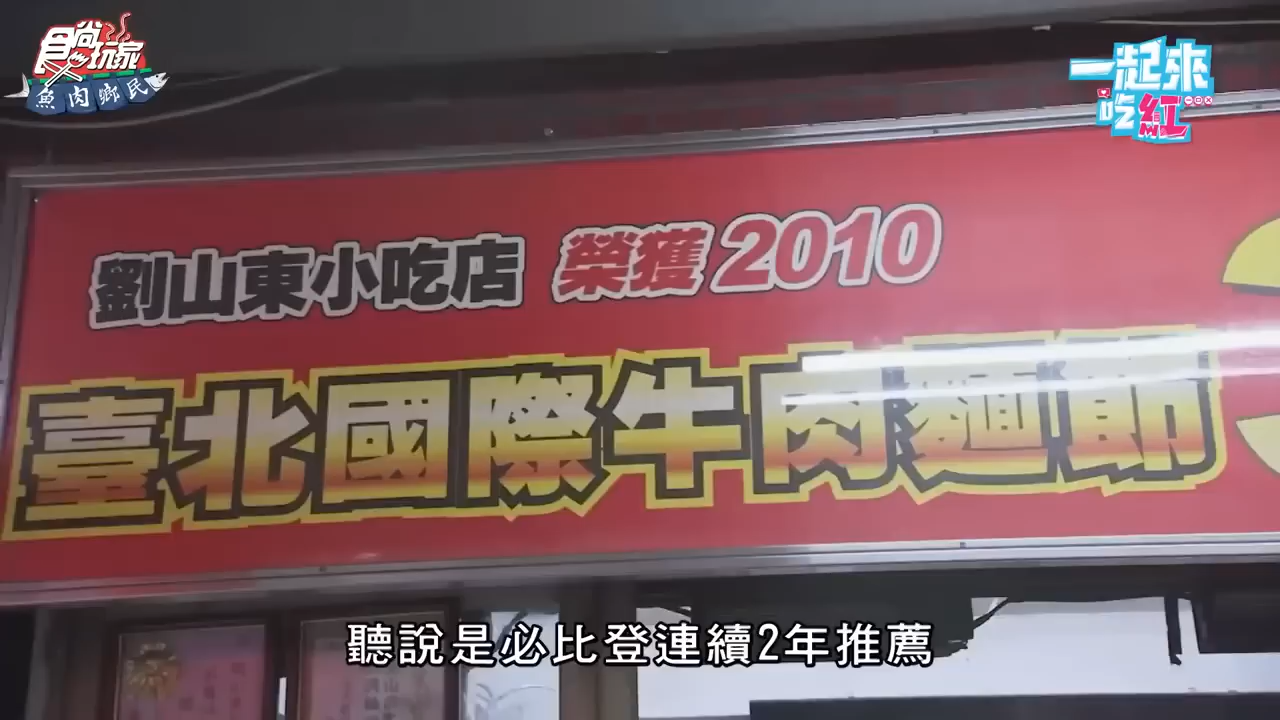 食尚玩家
魚肉鄉民
一起來
吃紅
劉山東小吃店 榮獲2010
臺北國際牛肉麵節
聽說是必比登連續2年推薦